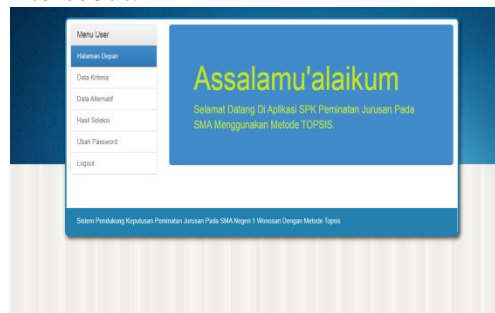 Menu User
Halaman Depan
Data Kriteria
Data Alternatif
Hasil Seleksi
Ubah Password
Logout
Assalamu'alaikum
Selamat Datang Di Aplikasi SPK Peminatan Jurusan Pada
SMA Menggunakan Metode TOPSIS.
Sistem Pendukung Keputusan Peminatan Jurusan Pada SMA Negeri 1 Wonosari Dengan Metode Topsis